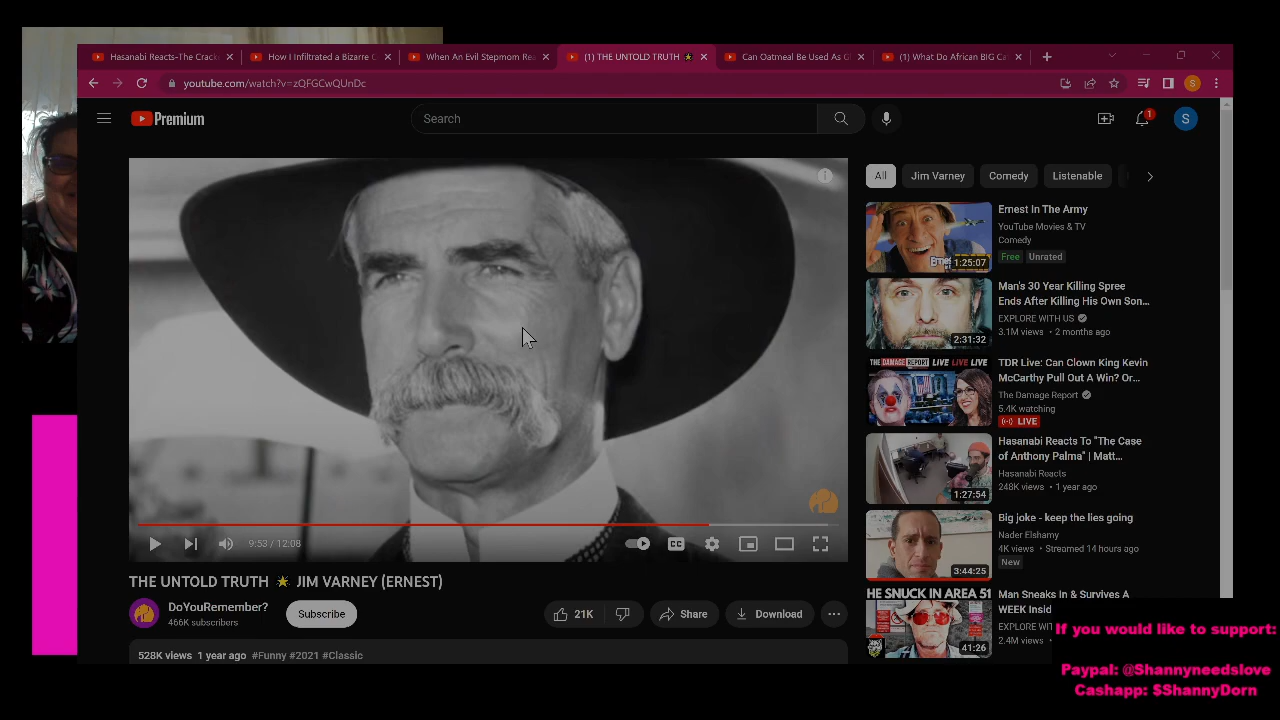 Hasanabi Reacts-The Crack
How I Infiltrated a Bizarre C
When An Evil Stepmom Rea
(1) THE UNTOLD TRUTH ⭐
Can Oatmeal Be Used As Gl
(1) What Do African BIG Ca
youtube.com/watch?v=zQFGCwQUnDc
S
Premium
Search
1
S
All
Jim Varney
Comedy
Listenable
Ernest In The Army
YouTube Movies & TV
Comedy
Free
Unrated
1:25:07
Man's 30 Year Killing Spree
Ends After Killing His Own Son...
EXPLORE WITH US
3.1M views • 2 months ago
2:31:32
THE DAMAGE REPORT LIVE LIVE LIVE
TDR Live: Can Clown King Kevin
McCarthy Pull Out A Win? Or...
The Damage Report
5.4K watching
LIVE
Hasanabi Reacts To "The Case
of Anthony Palma" | Matt...
Hasanabi Reacts
248K views • 1 year ago
1:27:54
Big joke - keep the lies going
Nader Elshamy
4K views • Streamed 14 hours ago
New
3:44:25
HE SNUCK IN AREA 51
Man Sneaks In & Survives A
WEEK Insid
EXPLORE WI
2.4M views •
41:26
9:53 / 12:08
CC
THE UNTOLD TRUTH ⭐ JIM VARNEY (ERNEST)
DoYouRemember?
466K subscribers
Subscribe
21K
Share
Download
528K views 1 year ago #Funny #2021 #Classic
If you would like to support:
Paypal: @Shannyneedslove
Cashapp: $ShannyDorn